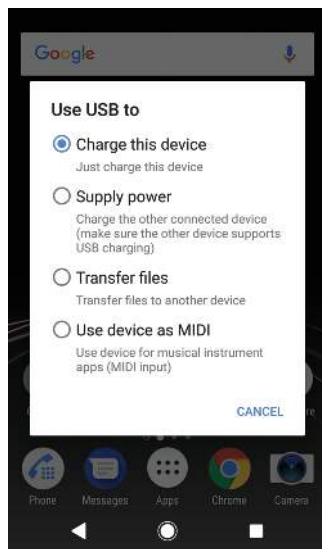 Google
Use USB to
Charge this device
Just charge this device
Supply power
Charge the other connected device
(make sure the other device supports
USB charging)
Transfer files
Transfer files to another device
Use device as MIDI
Use device for musical instrument
apps (MIDI input)
CANCEL
Phone Messages Apps Chrome Camera